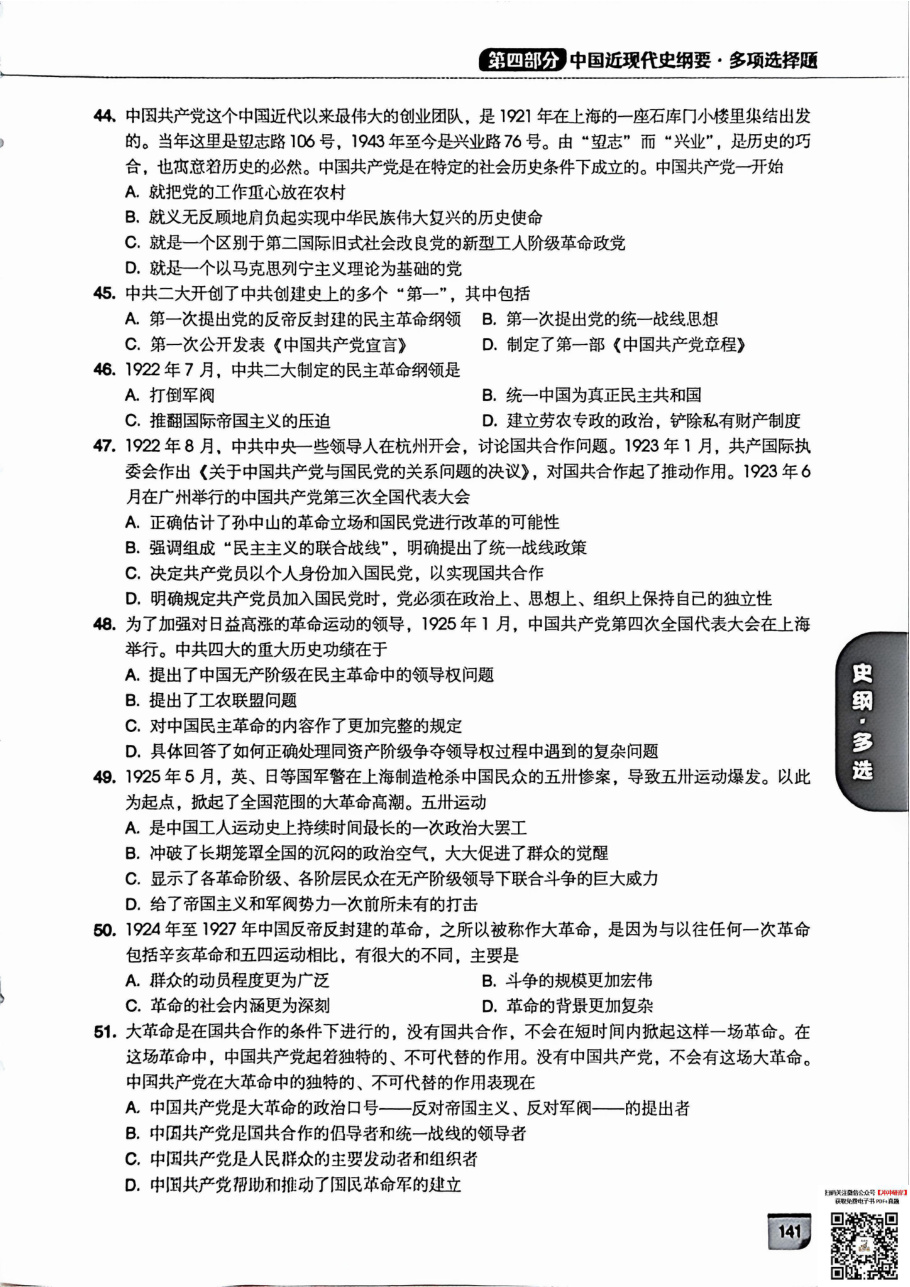 第四部分 中国近现代史纲要·多项选择题
44. 中国共产党这个中国近代以来最伟大的创业团队，是 1921 年在上海的一座石库门小楼里集结出发
的。当年这里是望志路 106 号，1943 年至今是兴业路 76 号。由“望志”而“兴业”，是历史的巧
合，也寓意着历史的必然。中国共产党是在特定的社会历史条件下成立的。中国共产党一开始
A. 就把党的工作重心放在农村
B. 就义无反顾地肩负起实现中华民族伟大复兴的历史使命
C. 就是一个区别于第二国际旧式社会改良党的新型工人阶级革命政党
D. 就是一个以马克思列宁主义理论为基础的党
45. 中共二大开创了中共创建史上的多个“第一”，其中包括
A. 第一次提出党的反帝反封建的民主革命纲领 B. 第一次提出党的统一战线思想
C. 第一次公开发表《中国共产党宣言》 D. 制定了第一部《中国共产党章程》
46. 1922 年 7 月，中共二大制定的民主革命纲领是
A. 打倒军阀 B. 统一中国为真正民主共和国
C. 推翻国际帝国主义的压迫 D. 建立劳农专政的政治，铲除私有财产制度
47. 1922 年 8 月，中共中央一些领导人在杭州开会，讨论国共合作问题。1923 年 1 月，共产国际执
委会作出《关于中国共产党与国民党的关系问题的决议》，对国共合作起了推动作用。1923 年 6
月在广州举行的中国共产党第三次全国代表大会
A. 正确估计了孙中山的革命立场和国民党进行改革的可能性
B. 强调组成“民主主义的联合战线”，明确提出了统一战线政策
C. 决定共产党员以个人身份加入国民党，以实现国共合作
D. 明确规定共产党员加入国民党时，党必须在政治上、思想上、组织上保持自己的独立性
48. 为了加强对日益高涨的革命运动的领导，1925 年 1 月，中国共产党第四次全国代表大会在上海
举行。中共四大的重大历史功绩在于
A. 提出了中国无产阶级在民主革命中的领导权问题
B. 提出了工农联盟问题
C. 对中国民主革命的内容作了更加完整的规定
D. 具体回答了如何正确处理同资产阶级争夺领导权过程中遇到的复杂问题
49. 1925 年 5 月，英、日等国军警在上海制造枪杀中国民众的五卅惨案，导致五卅运动爆发。以此
为起点，掀起了全国范围的大革命高潮。五卅运动
A. 是中国工人运动史上持续时间最长的一次政治大罢工
B. 冲破了长期笼罩全国的沉闷的政治空气，大大促进了群众的觉醒
C. 显示了各革命阶级、各阶层民众在无产阶级领导下联合斗争的巨大威力
D. 给了帝国主义和军阀势力一次前所未有的打击
50. 1924 年至 1927 年中国反帝反封建的革命，之所以被称作大革命，是因为与以往任何一次革命
包括辛亥革命和五四运动相比，有很大的不同，主要是
A. 群众的动员程度更为广泛 B. 斗争的规模更加宏伟
C. 革命的社会内涵更为深刻 D. 革命的背景更加复杂
51. 大革命是在国共合作的条件下进行的，没有国共合作，不会在短时间内掀起这样一场革命。在
这场革命中，中国共产党起着独特的、不可代替的作用。没有中国共产党，不会有这场大革命。
中国共产党在大革命中的独特的、不可代替的作用表现在
A. 中国共产党是大革命的政治口号——反对帝国主义、反对军阀——的提出者
B. 中国共产党是国共合作的倡导者和统一战线的领导者
C. 中国共产党是人民群众的主要发动者和组织者
D. 中国共产党帮助和推动了国民革命军的建立
史纲·多选
扫码关注微信公众号【冲冲研资】
获取免费电子书PDF+真题
141